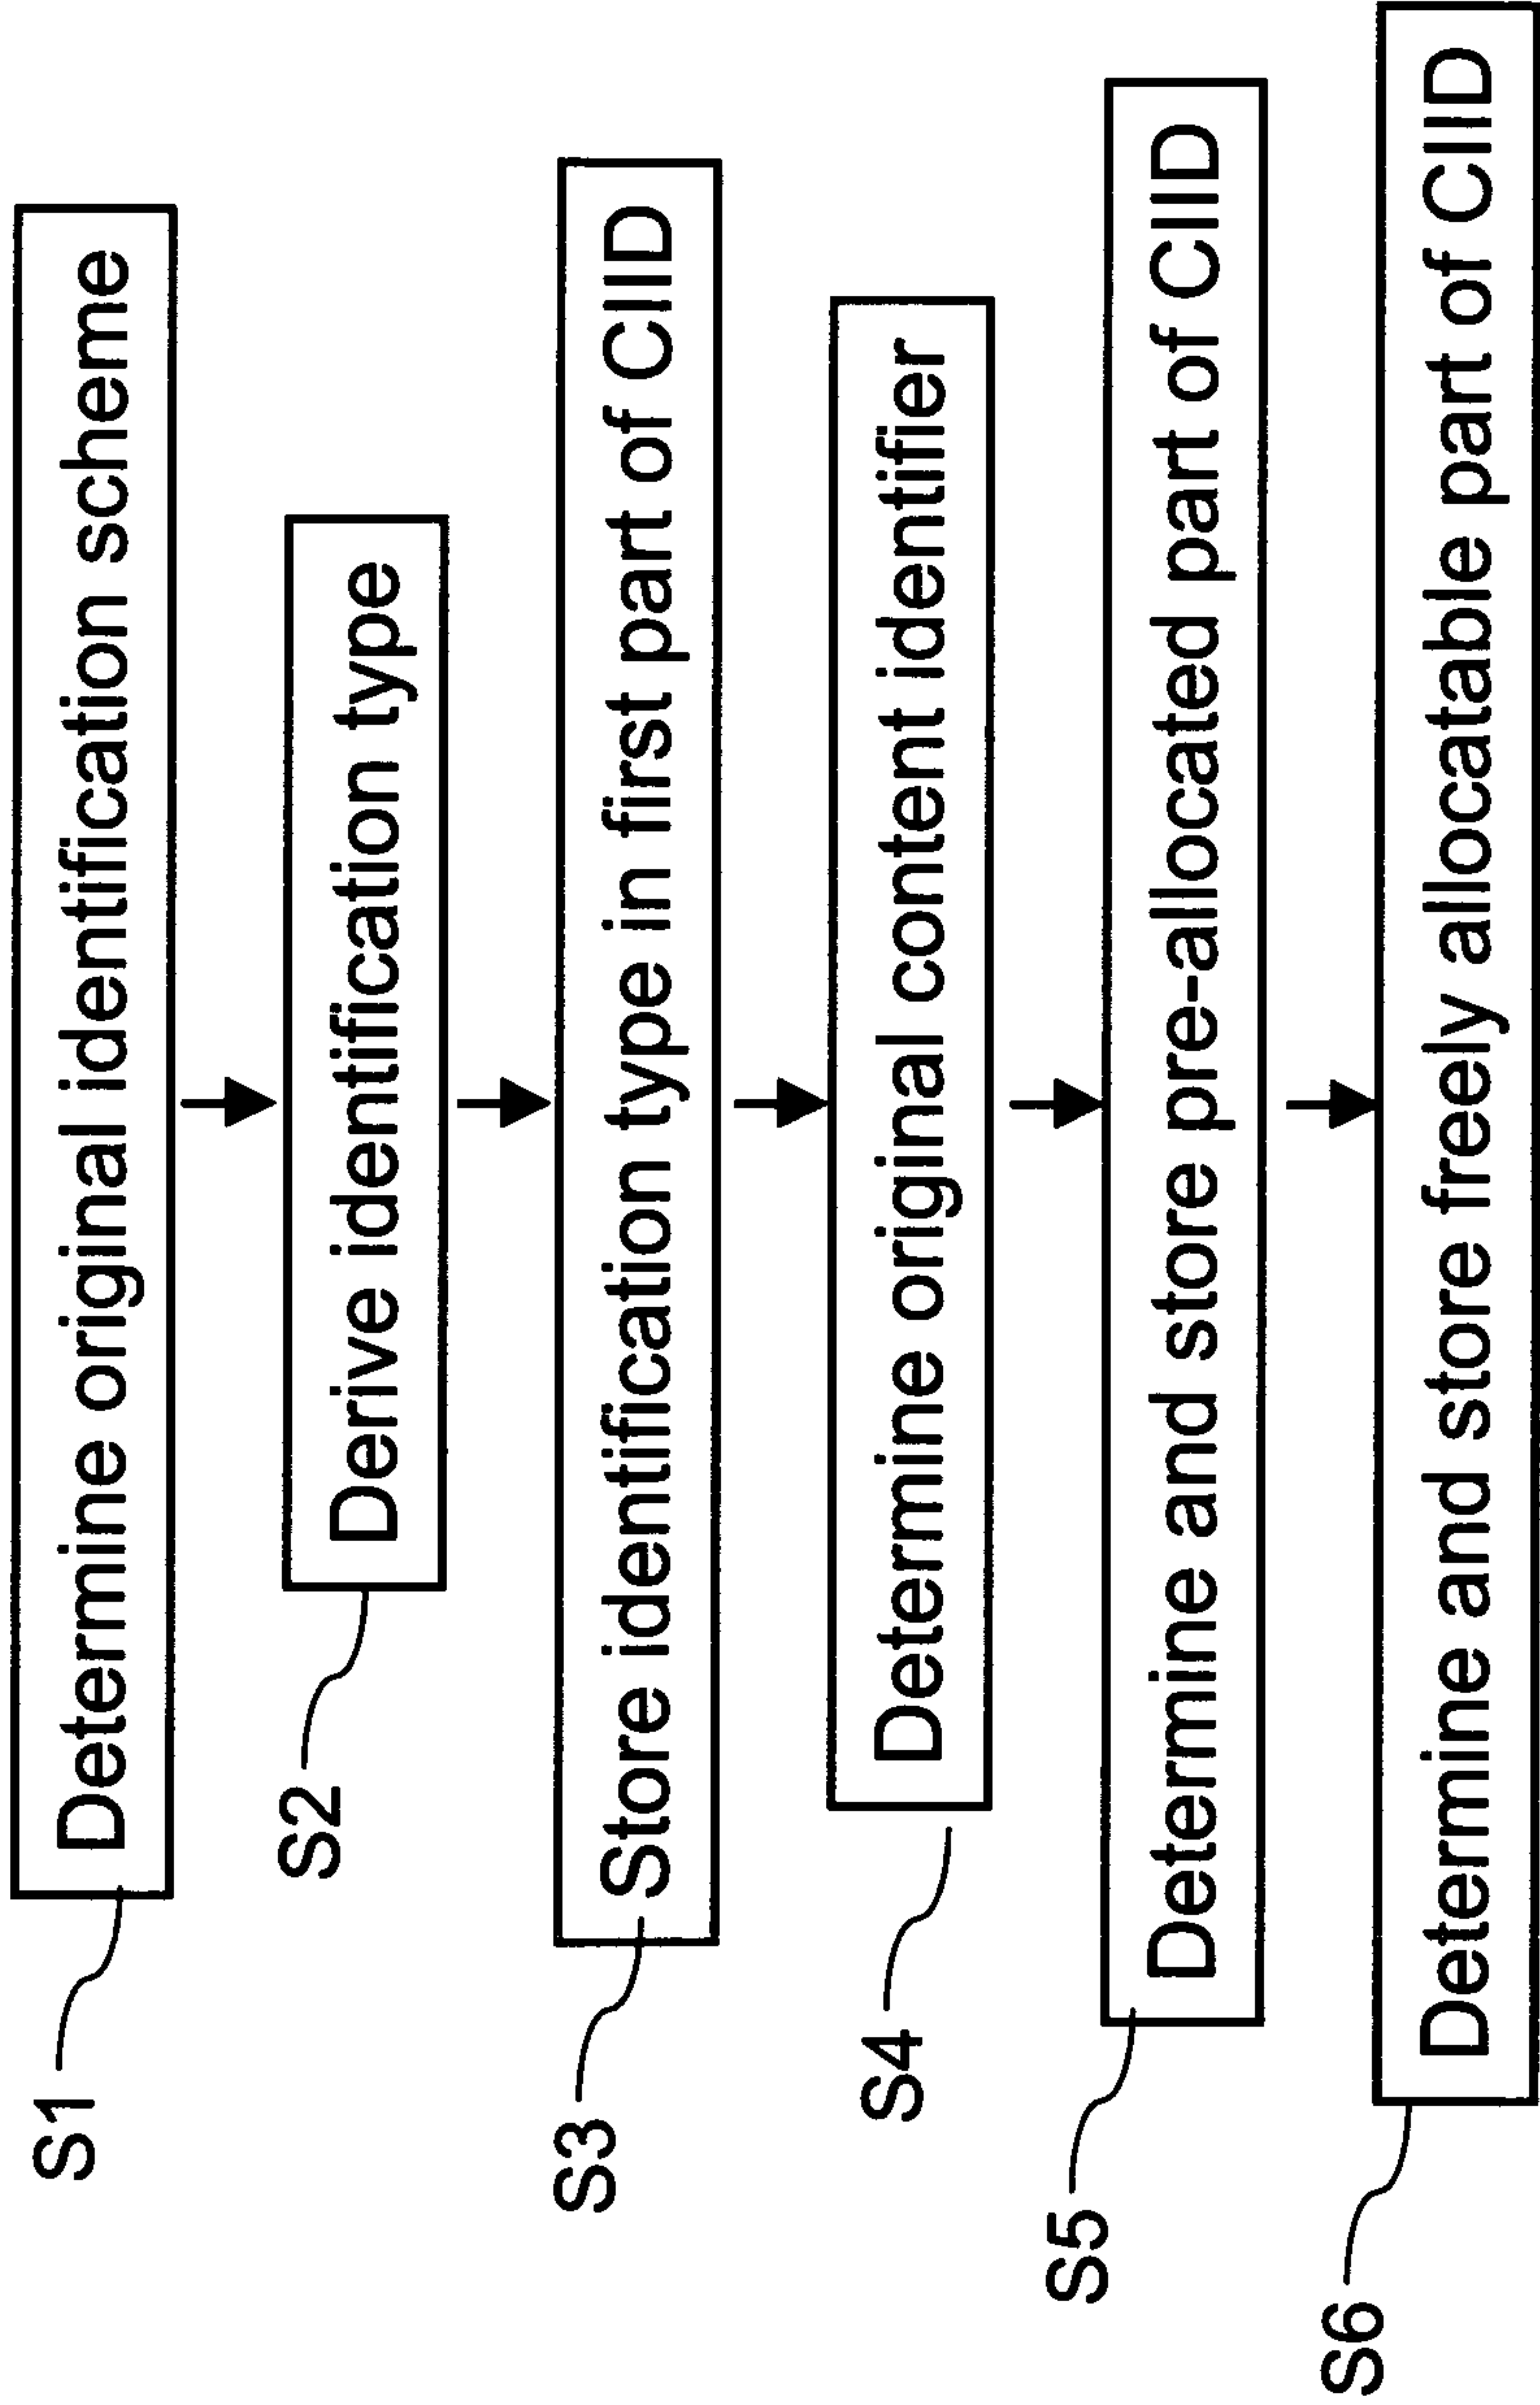 S1
Determine original identification scheme
S2
Derive identification type
S3
Store identification type in first part of CIID
S4
Determine original content identifier
S5
Determine and store pre-allocated part of CIID
S6
Determine and store freely allocatable part of CIID